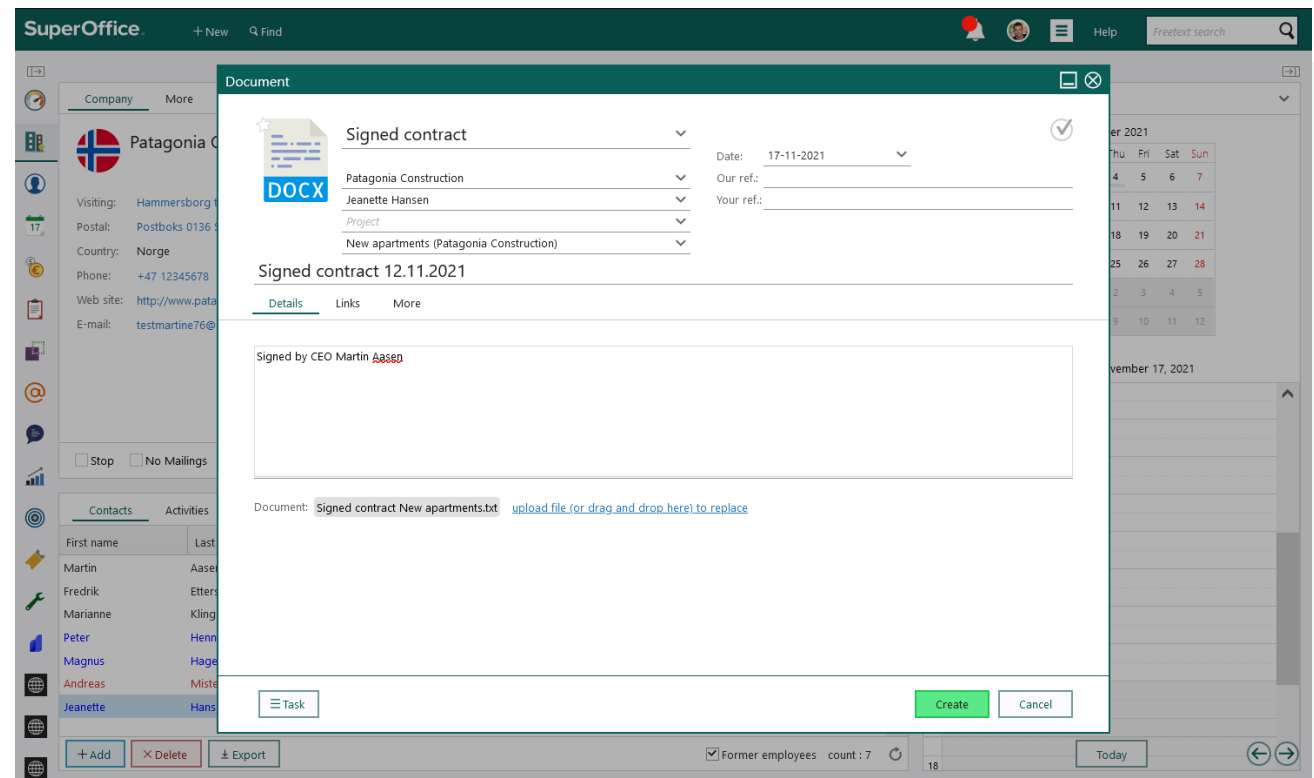 SuperOffice.
+ New
Find
Help
Freetext search
Document
Company
More
Patagonia C
Visiting: Hammersborg t
Postal: Postboks 0136 S
Country: Norge
Phone: +47 12345678
Web site: http://www.pata
E-mail: testmartine76@
Stop
No Mailings
17
DOCX
Signed contract
Patagonia Construction
Jeanette Hansen
Project
New apartments (Patagonia Construction)
Date: 17-11-2021
Our ref.:
Your ref.:
Signed contract 12.11.2021
Details
Links
More
Signed by CEO Martin Aasen
Document: Signed contract New apartments.txt upload file (or drag and drop here) to replace
Task
Create
Cancel
er 2021
Thu Fri Sat Sun
4 5 6 7
11 12 13 14
18 19 20 21
25 26 27 28
2 3 4 5
9 10 11 12
vember 17, 2021
Contacts
Activities
First name Last
Martin Aasen
Fredrik Etters
Marianne Kling
Peter Henn
Magnus Hage
Andreas Miste
Jeanette Hans
+ Add
Delete
Export
Former employees count : 7
18
Today